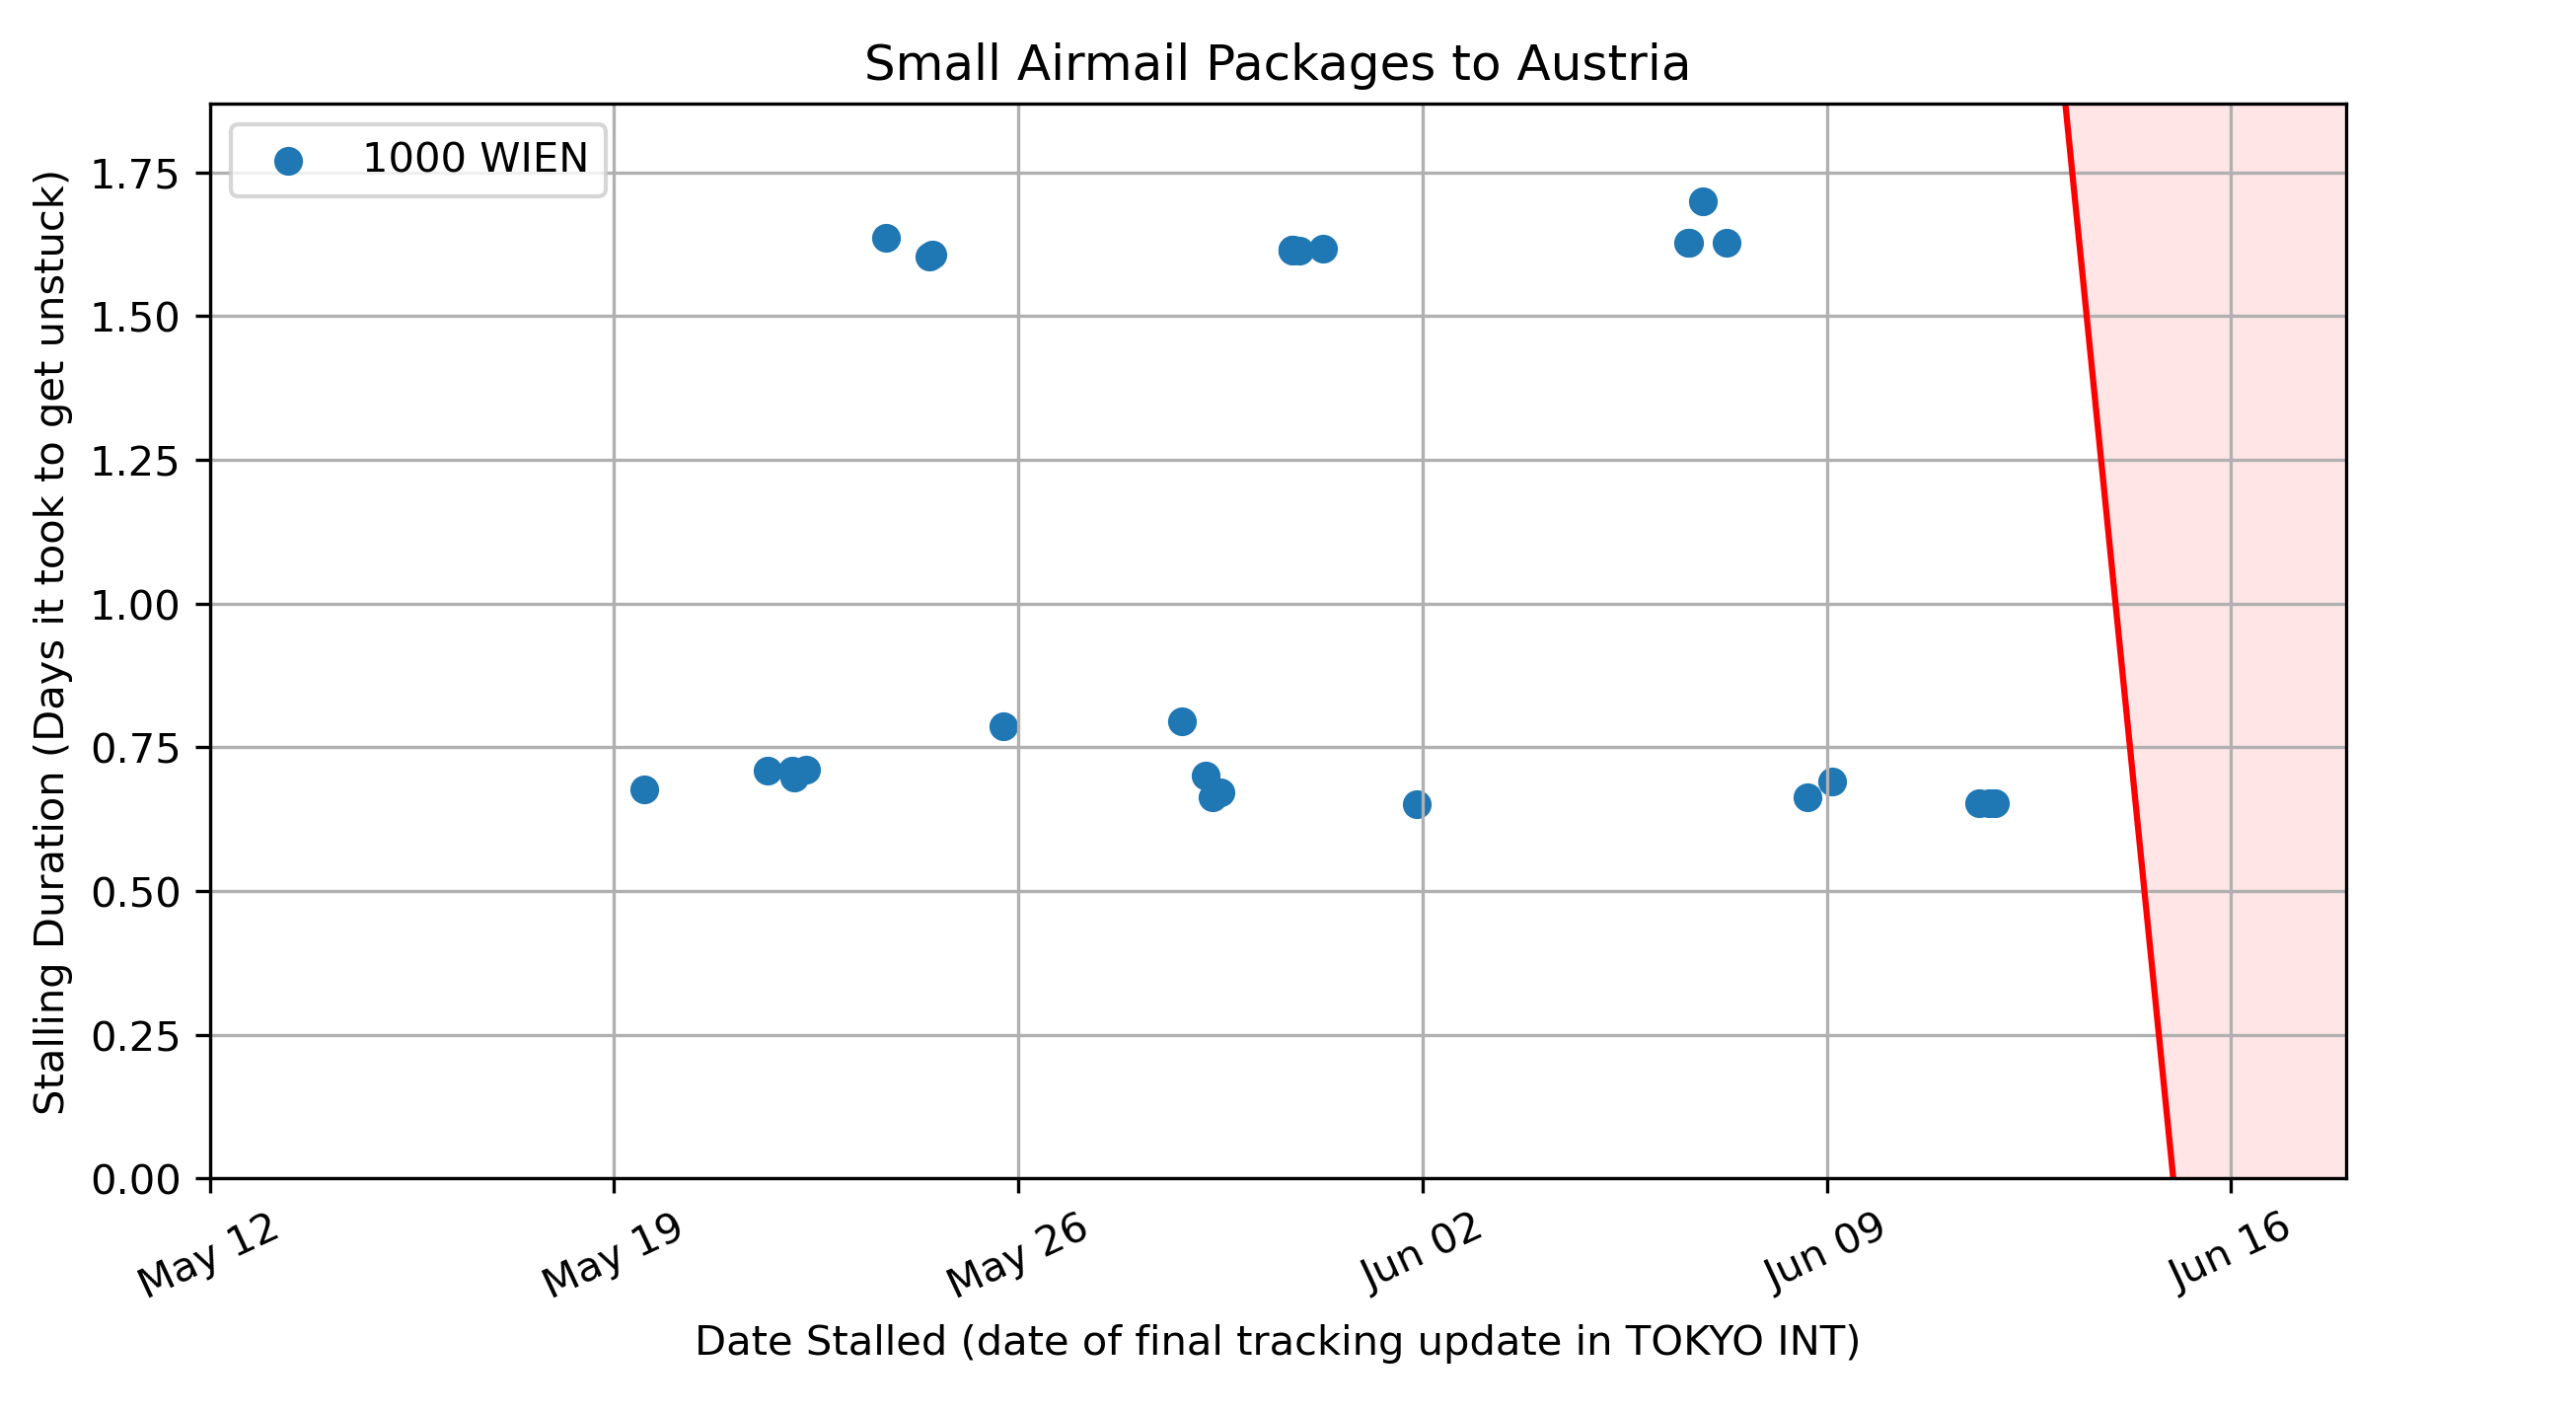 Small Airmail Packages to Austria
1000 WIEN
Stalling Duration (Days it took to get unstuck)
1.75
1.50
1.25
1.00
0.75
0.50
0.25
0.00
May 12
May 19
May 26
Jun 02
Jun 09
Jun 16
Date Stalled (date of final tracking update in TOKYO INT)